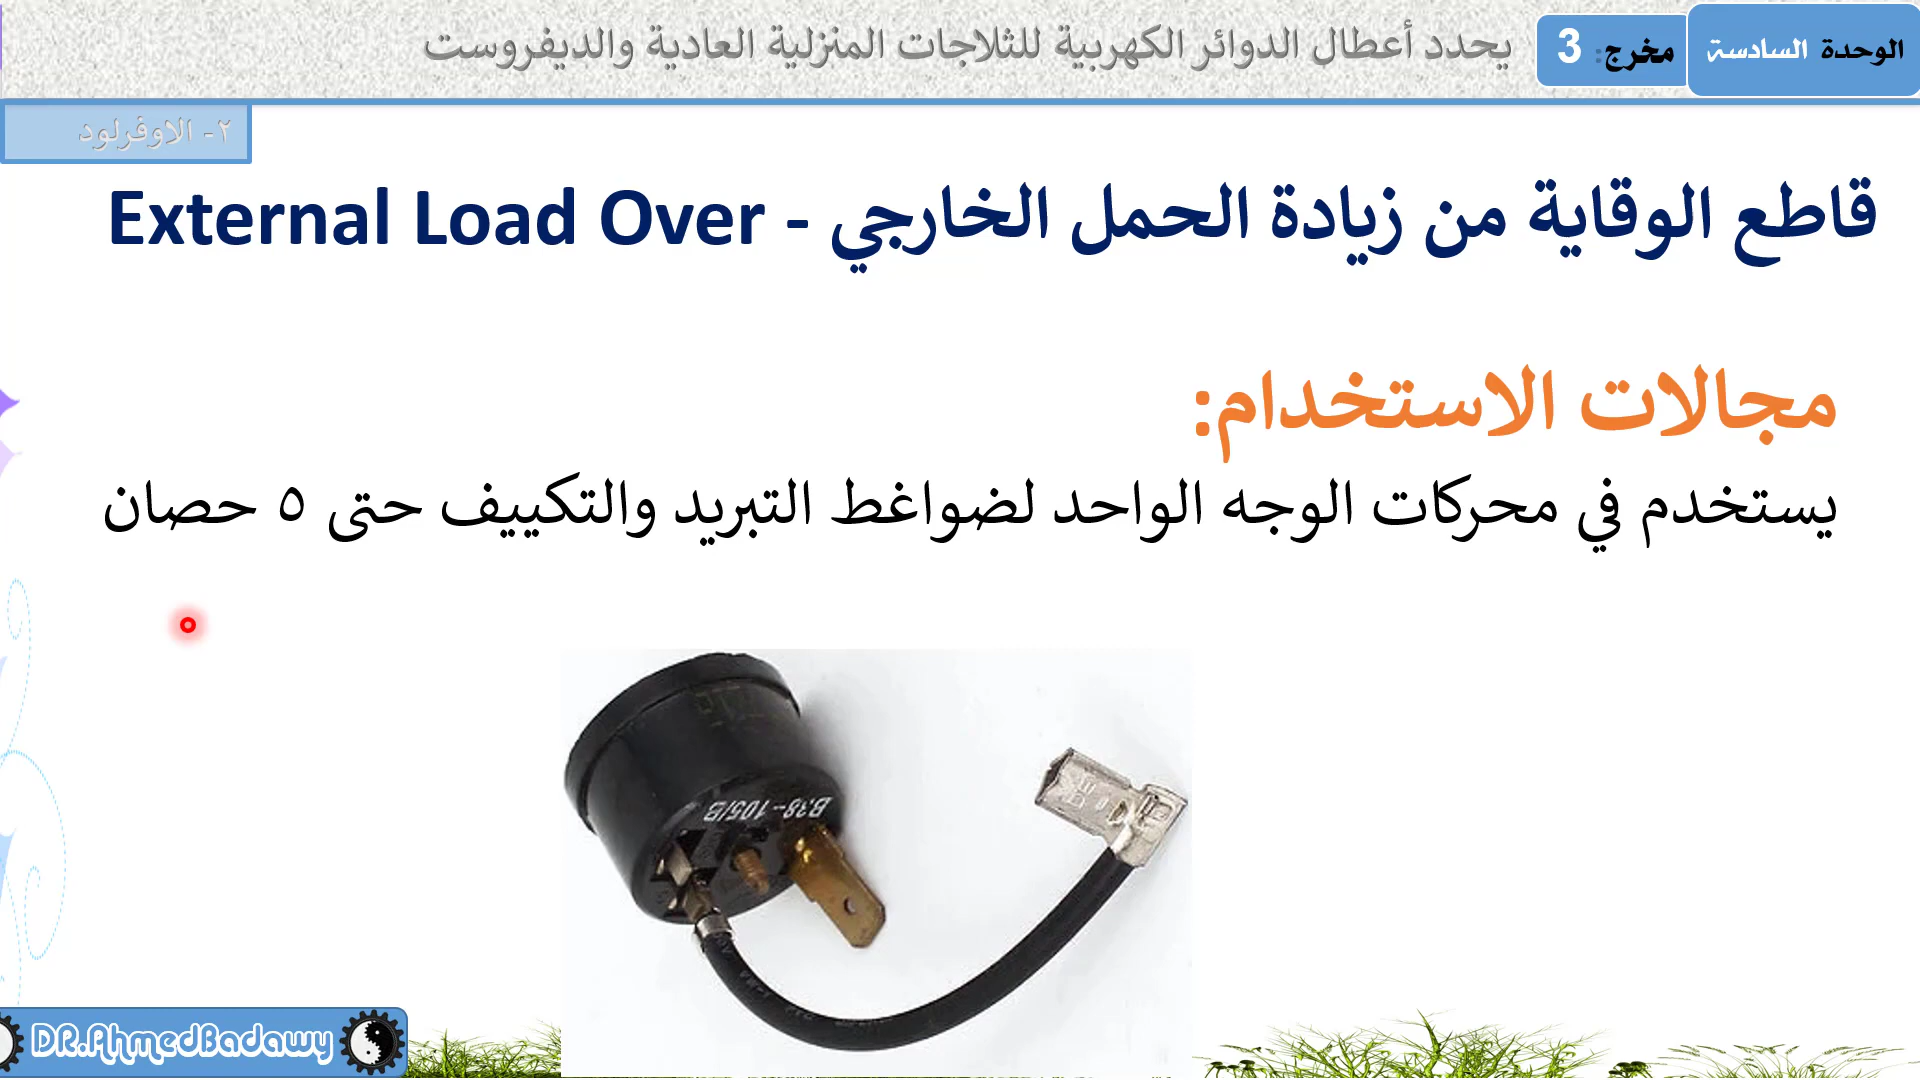 الوحدة السادسة
مخرج: 3
يحدد أعطال الدوائر الكهربية للثلاجات المنزلية العادية والديفروست
٢- الاوفرلود
قاطع الوقاية من زيادة الحمل الخارجي - External Load Over
مجالات الاستخدام:
يستخدم في محركات الوجه الواحد لضواغط التبريد والتكييف حتى ٥ حصان
B38-105/B
DR.AhmedBadawy